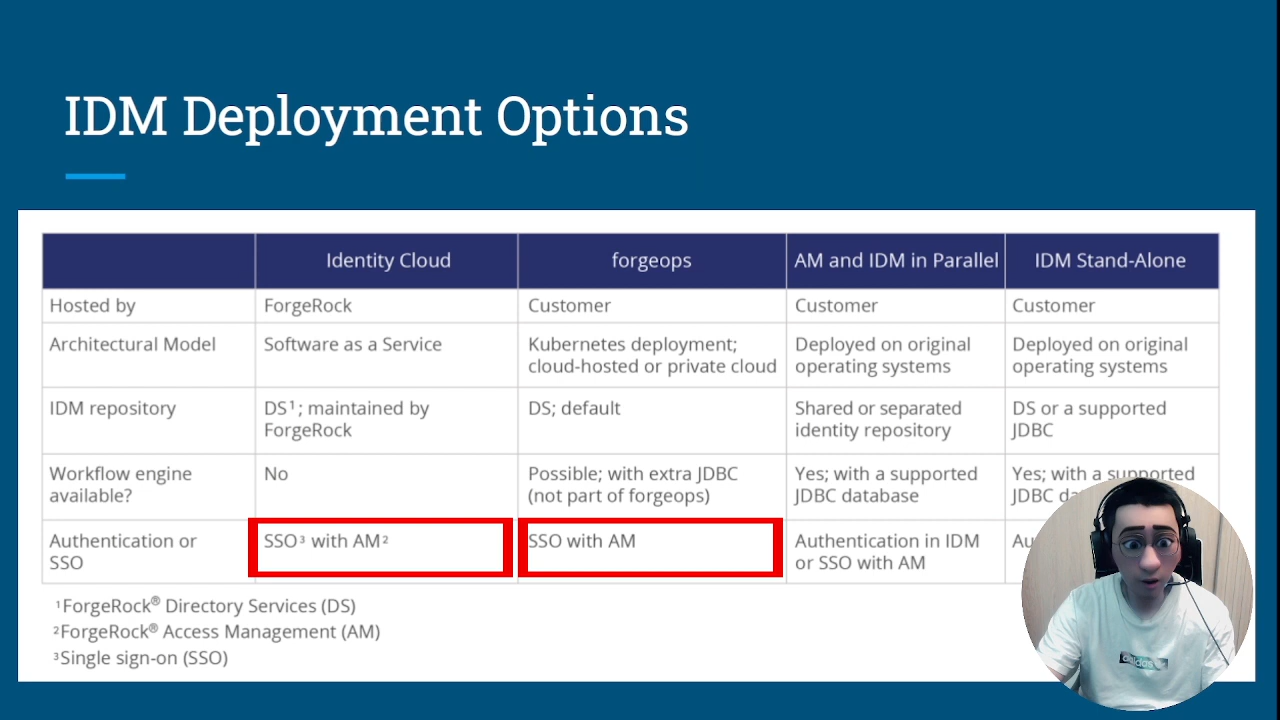 IDM Deployment Options
Identity Cloud forgeops AM and IDM in Parallel IDM Stand-Alone
Hosted by ForgeRock Customer Customer Customer
Architectural Model Software as a Service Kubernetes deployment; Deployed on original Deployed on original
cloud-hosted or private cloud operating systems operating systems
IDM repository DS¹; maintained by DS; default Shared or separated DS or a supported
ForgeRock identity repository JDBC
Workflow engine No Possible; with extra JDBC Yes; with a supported Yes; with a supported
available? (not part of forgeops) JDBC database JDBC
Authentication or SSO³ with AM² SSO with AM Authentication in IDM
SSO or SSO with AM
¹ForgeRock® Directory Services (DS)
²ForgeRock® Access Management (AM)
³Single sign-on (SSO)
adidas